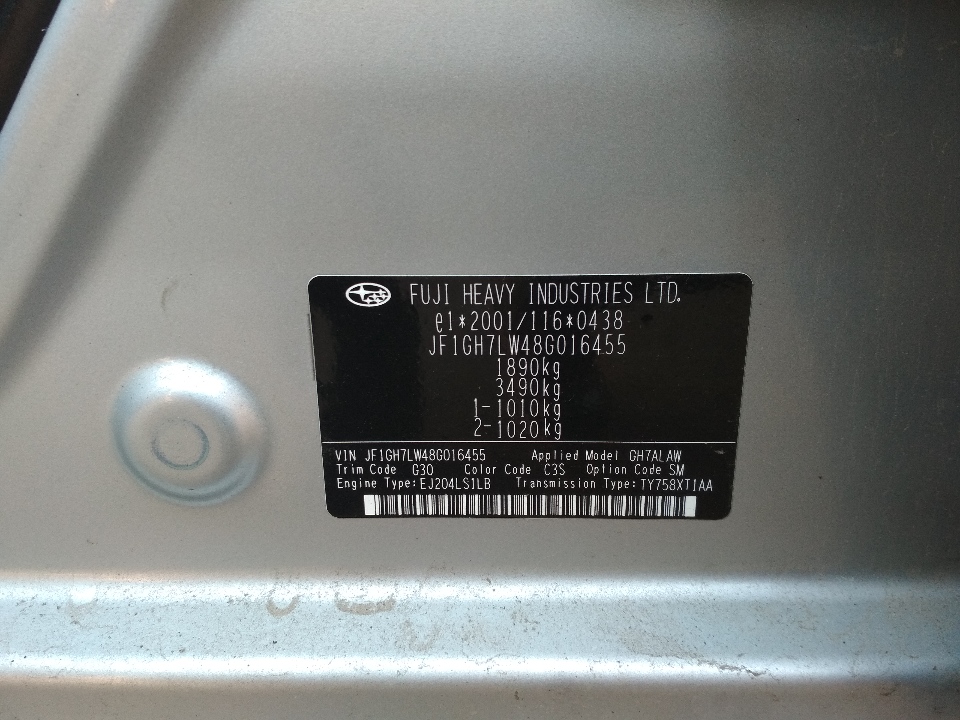 FUJI HEAVY INDUSTRIES LTD.
e1*2001/116*0438
JF1GH7LW48G016455
1890kg
3490kg
1-1010kg
2-1020kg
VIN JF1GH7LW48G016455 Applied Model GH7ALAW
Trim Code G30 Color Code C3S Option Code SM
Engine Type:EJ204LS1LB Transmission Type:TY758XT1AA